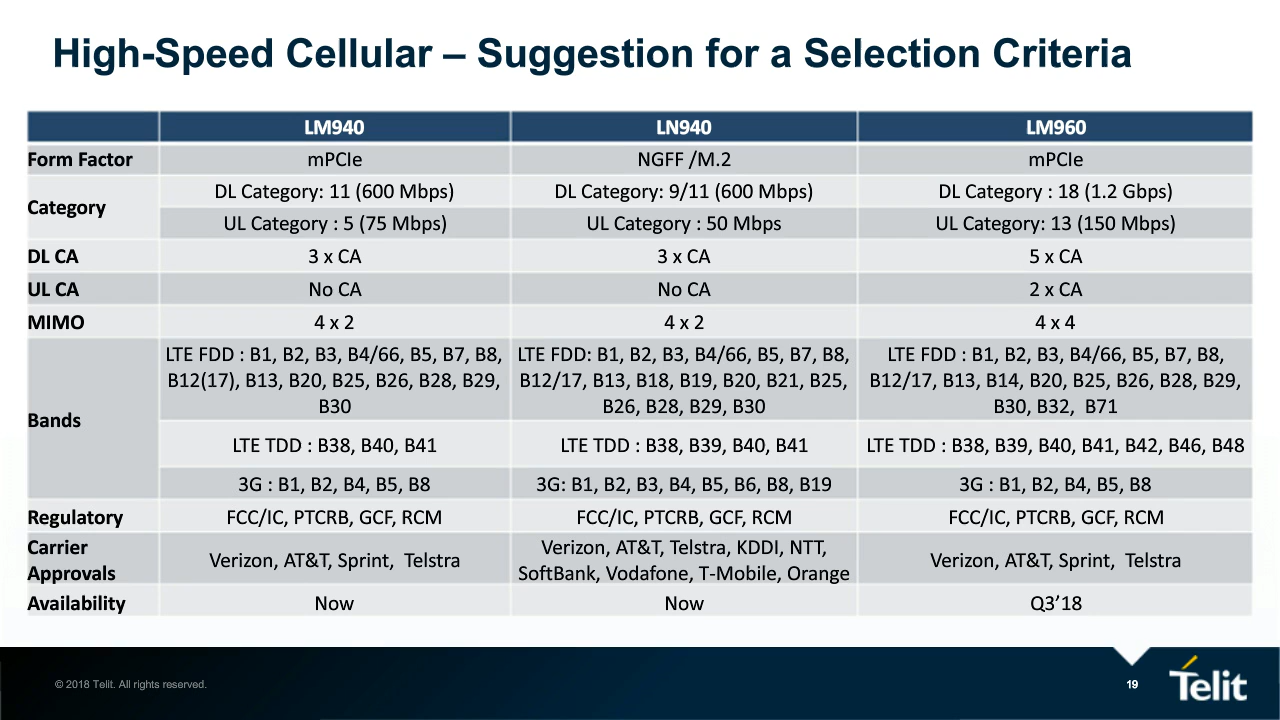 High-Speed Cellular – Suggestion for a Selection Criteria
LM940 LN940 LM960
Form Factor mPCIe NGFF /M.2 mPCIe
Category
DL Category: 11 (600 Mbps) DL Category: 9/11 (600 Mbps) DL Category : 18 (1.2 Gbps)
UL Category : 5 (75 Mbps) UL Category : 50 Mbps UL Category: 13 (150 Mbps)
DL CA 3 x CA 3 x CA 5 x CA
UL CA No CA No CA 2 x CA
MIMO 4 x 2 4 x 2 4 x 4
Bands
LTE FDD : B1, B2, B3, B4/66, B5, B7, B8,
B12(17), B13, B20, B25, B26, B28, B29,
B30
LTE FDD: B1, B2, B3, B4/66, B5, B7, B8,
B12/17, B13, B18, B19, B20, B21, B25,
B26, B28, B29, B30
LTE FDD : B1, B2, B3, B4/66, B5, B7, B8,
B12/17, B13, B14, B20, B25, B26, B28, B29,
B30, B32, B71
LTE TDD : B38, B40, B41 LTE TDD : B38, B39, B40, B41 LTE TDD : B38, B39, B40, B41, B42, B46, B48
3G : B1, B2, B4, B5, B8 3G: B1, B2, B3, B4, B5, B6, B8, B19 3G : B1, B2, B4, B5, B8
Regulatory FCC/IC, PTCRB, GCF, RCM FCC/IC, PTCRB, GCF, RCM FCC/IC, PTCRB, GCF, RCM
Carrier
Approvals
Verizon, AT&T, Sprint, Telstra
Verizon, AT&T, Telstra, KDDI, NTT,
SoftBank, Vodafone, T-Mobile, Orange
Verizon, AT&T, Sprint, Telstra
Availability Now Now Q3’18
© 2018 Telit. All rights reserved.
19
Telit